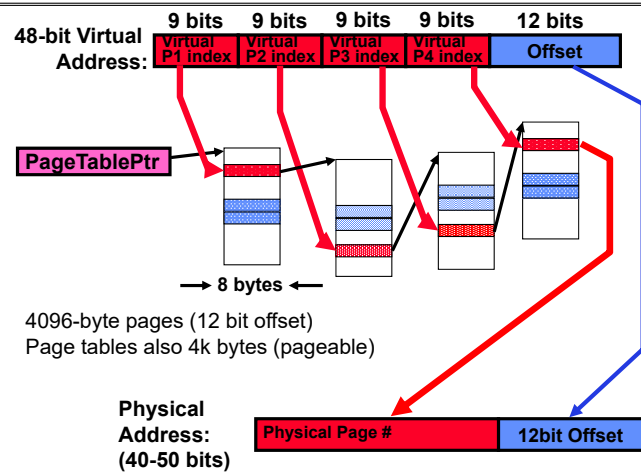 9 bits 9 bits 9 bits 9 bits 12 bits
48-bit Virtual
Address:
Virtual
P1 index
Virtual
P2 index
Virtual
P3 index
Virtual
P4 index
Offset
PageTablePtr
8 bytes
4096-byte pages (12 bit offset)
Page tables also 4k bytes (pageable)
Physical
Address:
(40-50 bits)
Physical Page #
12bit Offset